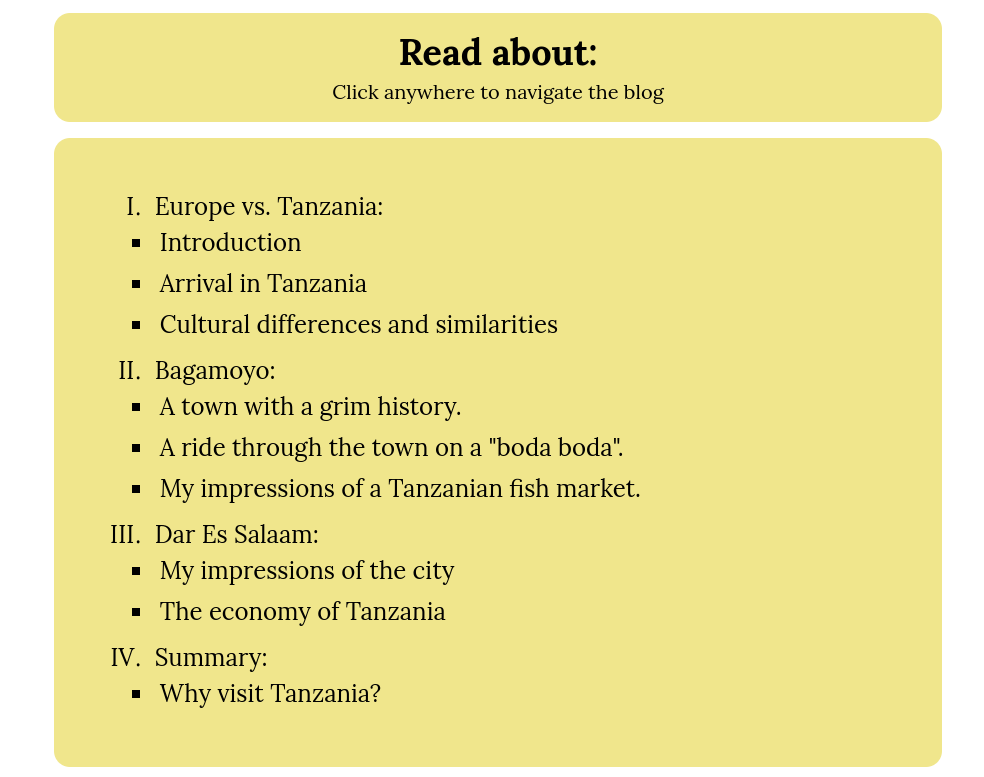 Read about:
Click anywhere to navigate the blog
I. Europe vs. Tanzania:
▪ Introduction
▪ Arrival in Tanzania
▪ Cultural differences and similarities
II. Bagamoyo:
▪ A town with a grim history.
▪ A ride through the town on a "boda boda".
▪ My impressions of a Tanzanian fish market.
III. Dar Es Salaam:
▪ My impressions of the city
▪ The economy of Tanzania
IV. Summary:
▪ Why visit Tanzania?